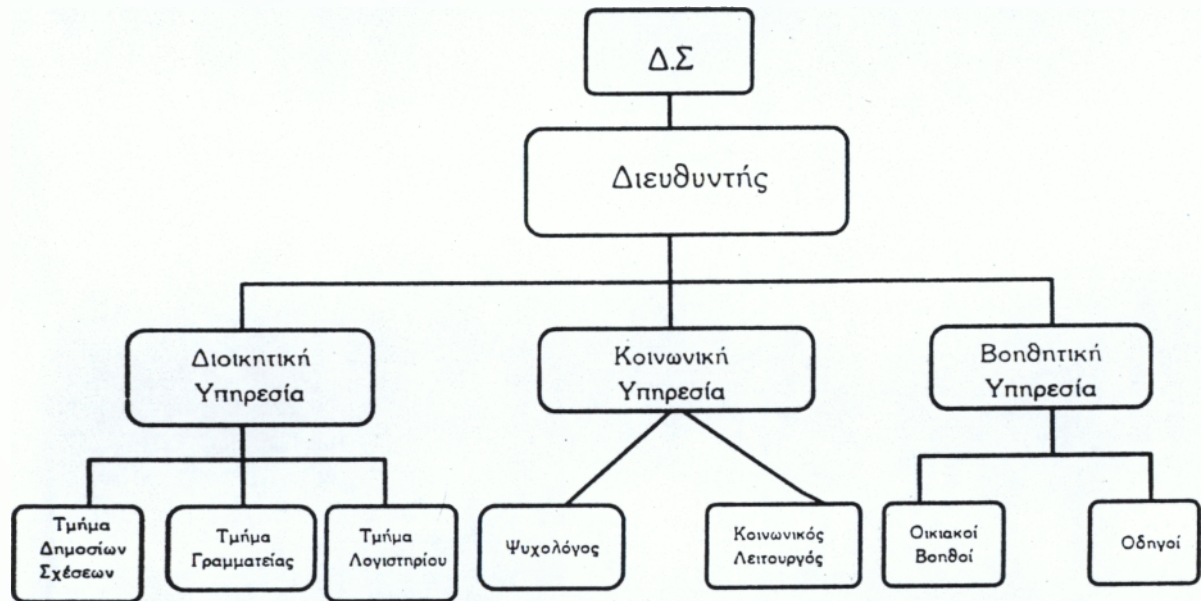 Δ.Σ
Διευθυντής
Διοικητική
Υπηρεσία
Κοινωνική
Υπηρεσία
Βοηθητική
Υπηρεσία
Τμήμα
Δημοσίων
Σχέσεων
Τμήμα
Γραμματείας
Τμήμα
Λογιστηρίου
Ψυχολόγος
Κοινωνικός
Λειτουργός
Οικιακοί
Βοηθοί
Οδηγοί